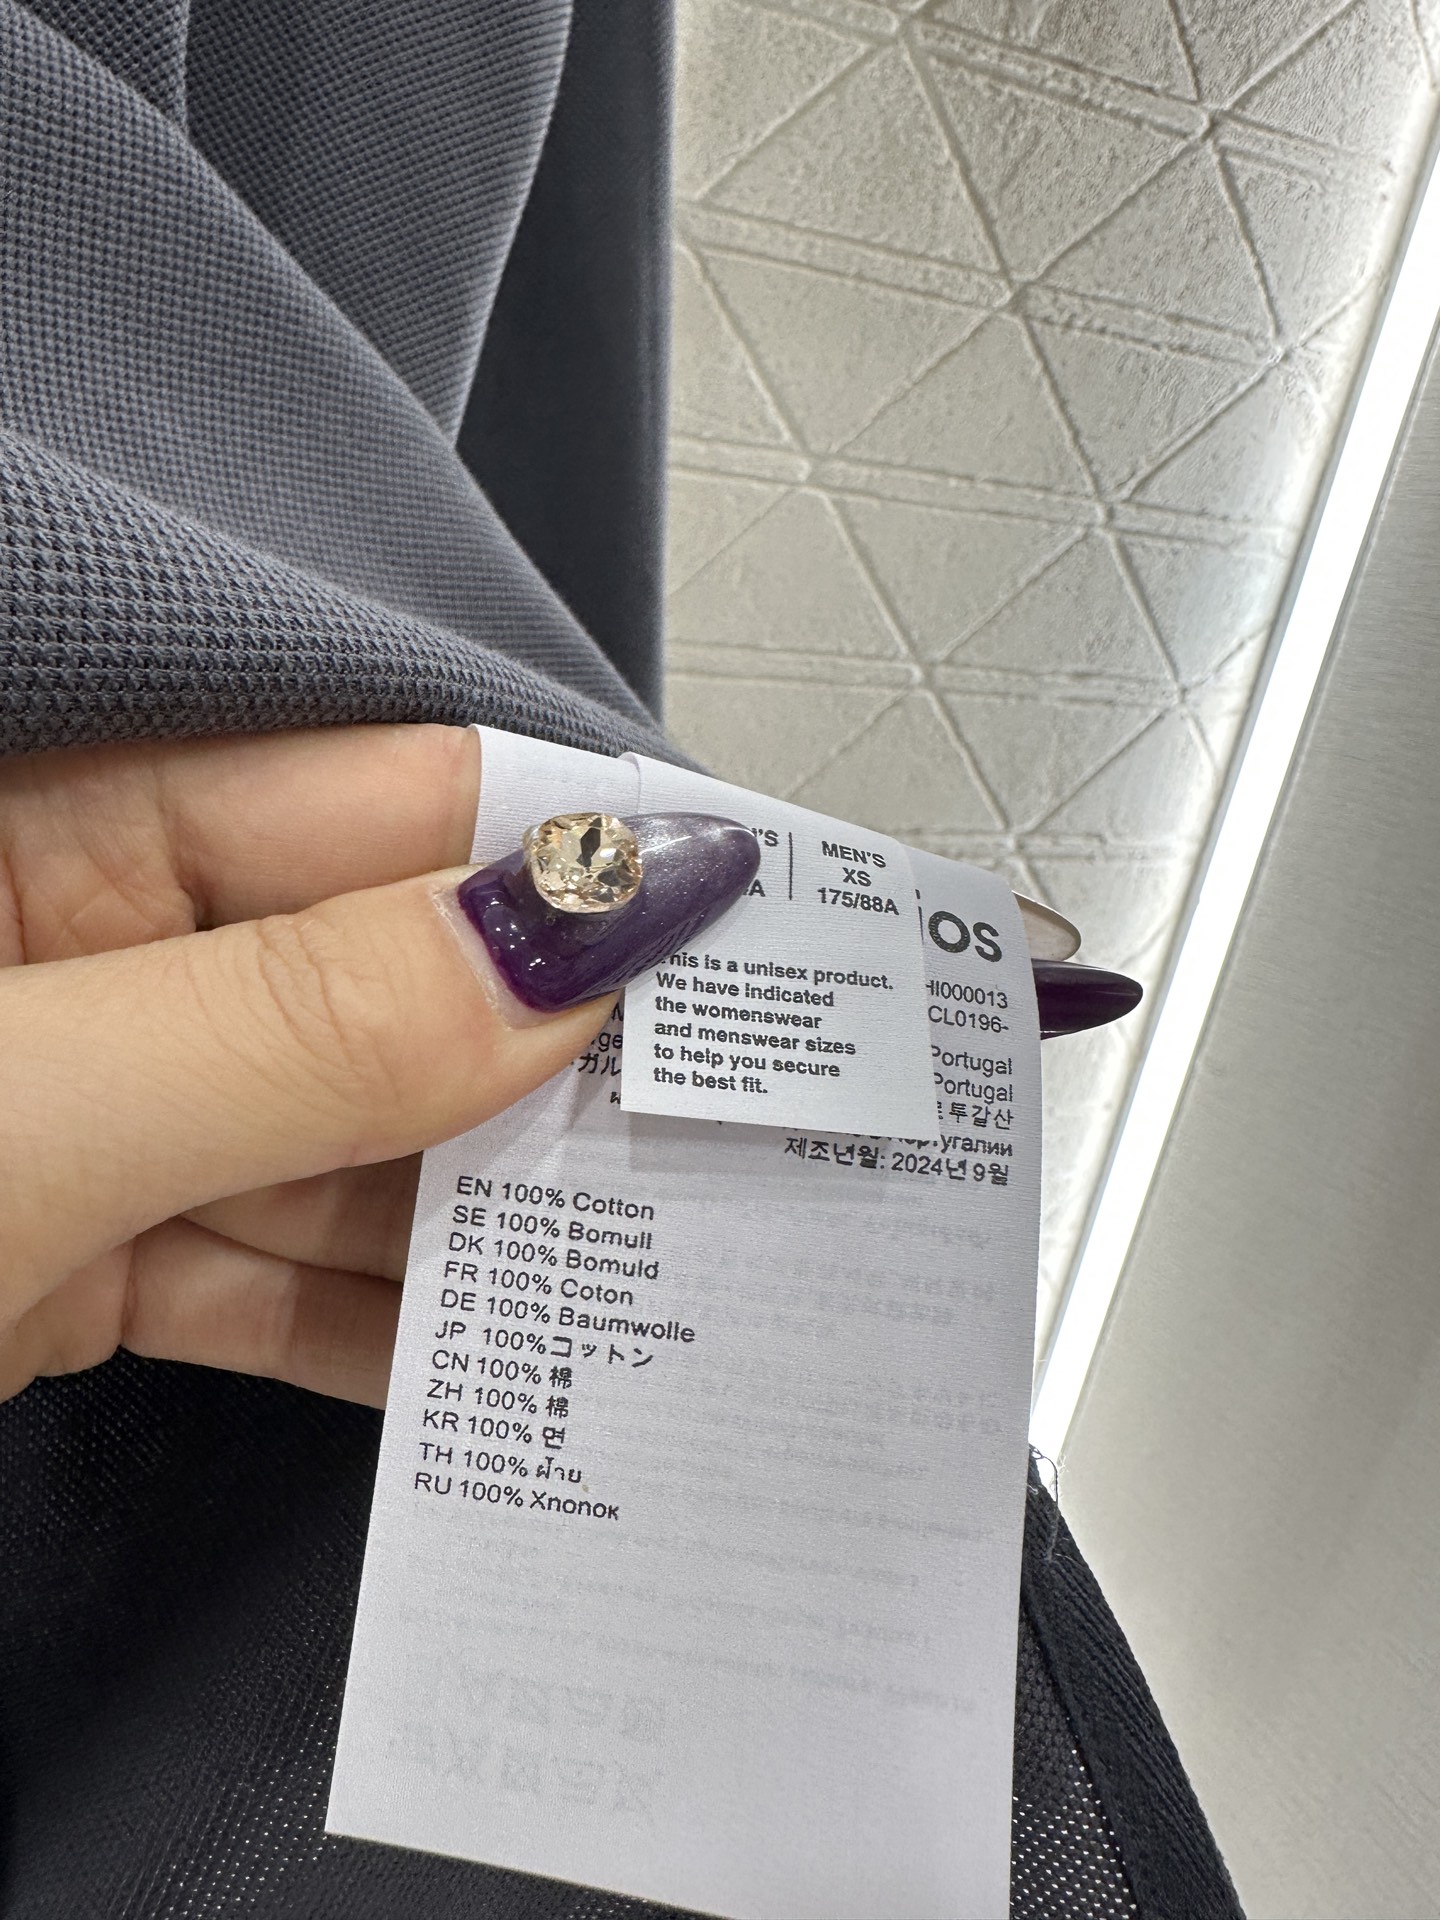 MEN'S
XS
175/88A
This is a unisex product.
We have indicated
the womenswear
and menswear sizes
to help you secure
the best fit.
OS
HI000013
CL0196-
Portugal
Portugal
투갈산
제조년월: 2024년 9월
EN 100% Cotton
SE 100% Bomull
DK 100% Bomuld
FR 100% Coton
DE 100% Baumwolle
JP 100%コットン
CN 100% 棉
ZH 100% 棉
KR 100% 면
TH 100% ฝ้าย
RU 100% Хлопок